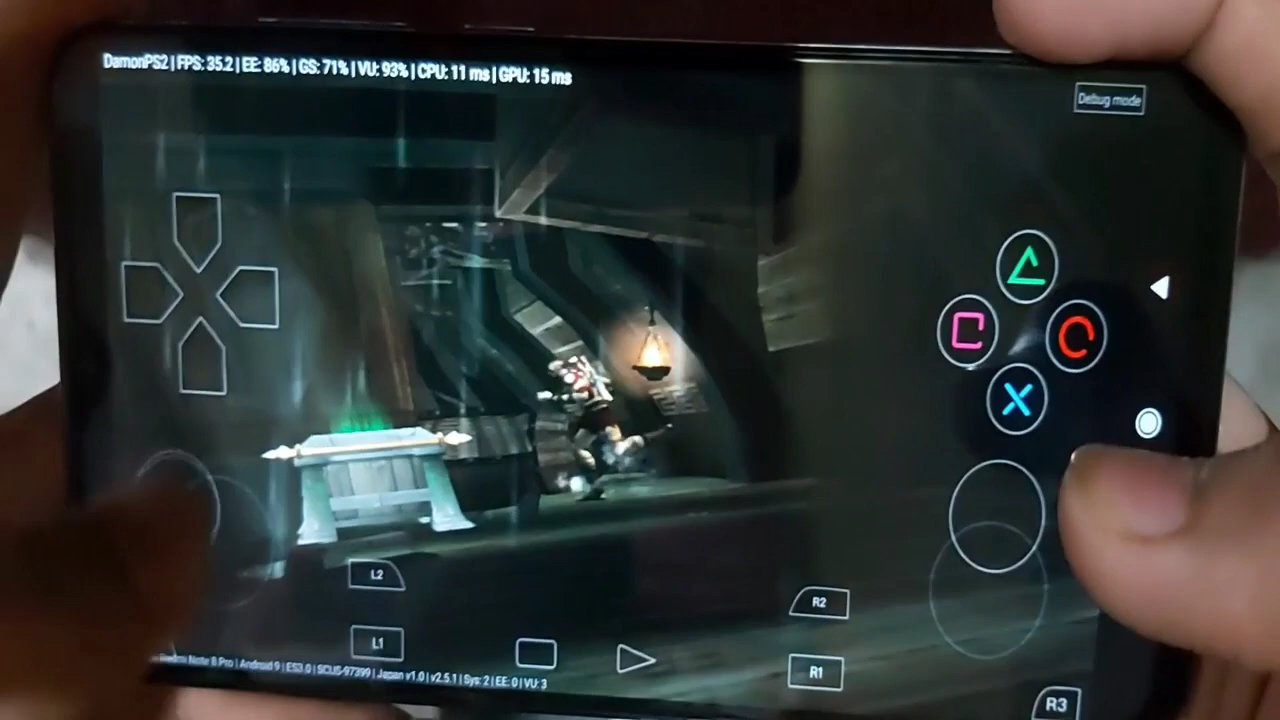 DamonPS2 | FPS: 35.2 | EE: 86% | GS: 71% | VU: 93% | CPU: 11 ms | GPU: 15 ms
Debug mode
L2
R2
L1
R1
Redmi Note 8 Pro | Android 9 | ES3.0 | SCUS-97399 | Japan v1.0 | v2.5.1 | Sys: 2 | EE: 0 | VU: 3
R3